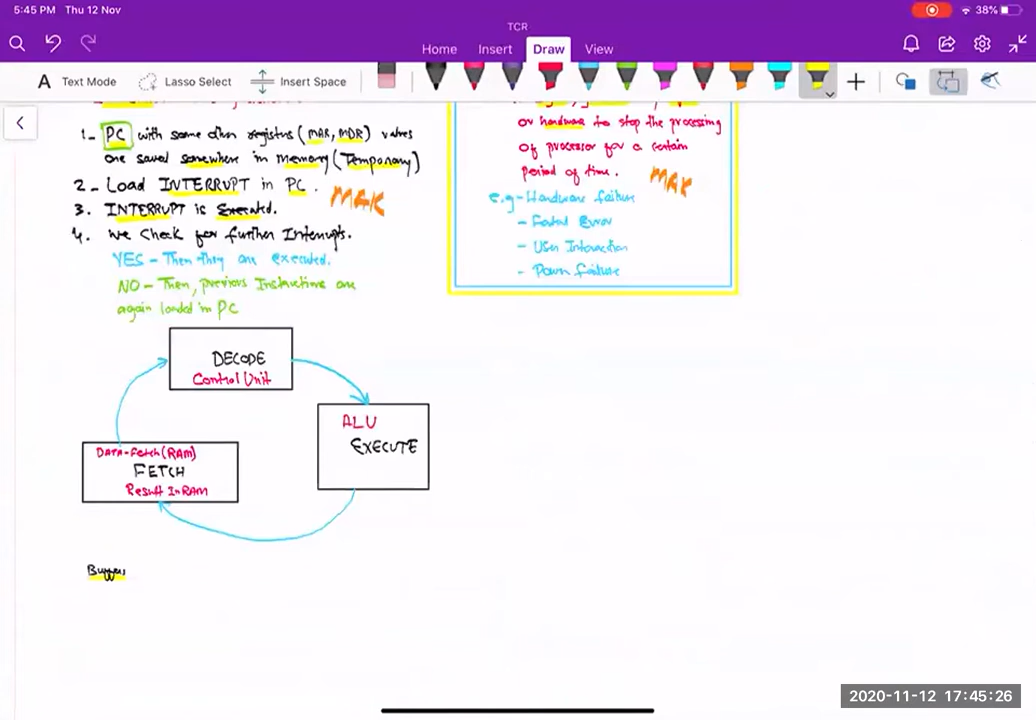 5:45 PM Thu 12 Nov
38%
TCR
Home Insert Draw View
A Text Mode Lasso Select Insert Space
1- PC with some other registers (MAR, MDR) values
are saved somewhere in Memory (Temporary)
2- Load INTERRUPT in PC.
3. INTERRUPT is Executed.
4. We Check for further Interrupts.
YES - Then They are executed.
NO - Then, previous Instructions are
again loaded in PC
MAK
or hardware to stop the processing
of processor for a certain
period of time.
MAK
e.g - Hardware failure
- Fatal Error
- User Interaction
- Power failure
DECODE
Control Unit
ALU
EXECUTE
DATA-Fetch (RAM)
FETCH
Result In RAM
Buffers
2020-11-12 17:45:26